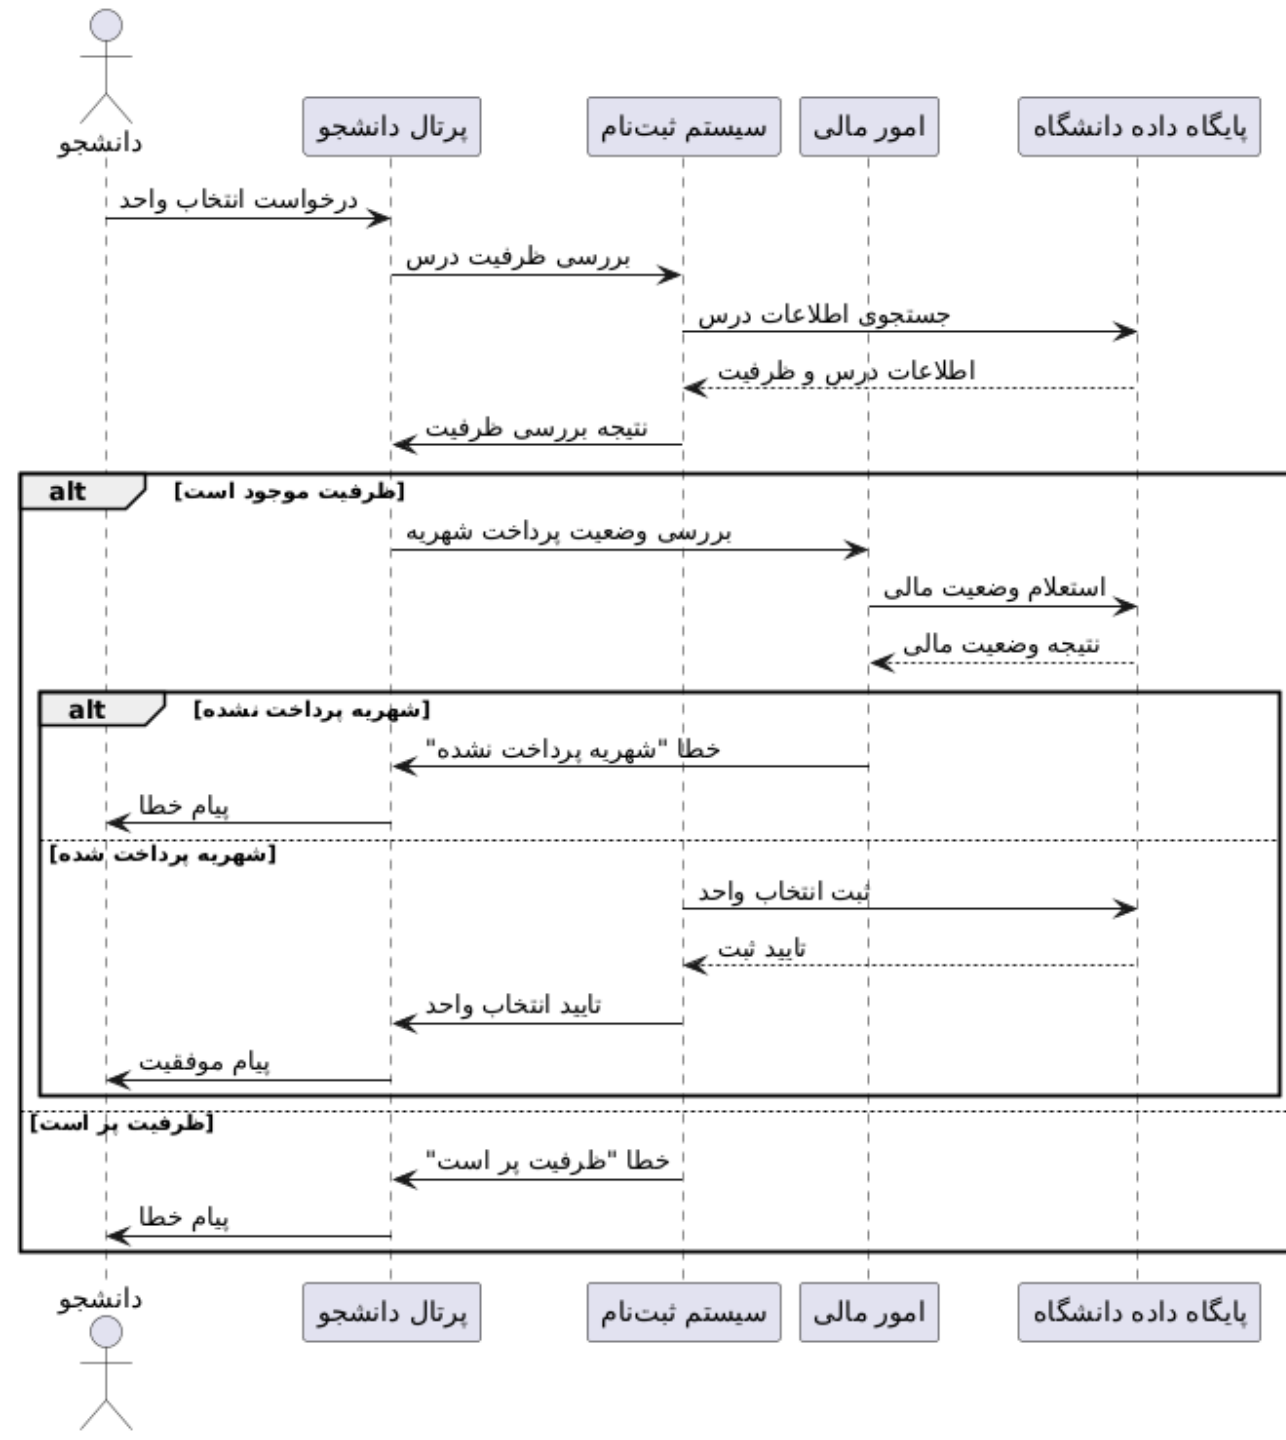 دانشجو
پرتال دانشجو
سیستم ثبت‌نام
امور مالی
پایگاه داده دانشگاه
درخواست انتخاب واحد
بررسی ظرفیت درس
جستجوی اطلاعات درس
اطلاعات درس و ظرفیت
نتیجه بررسی ظرفیت
alt [ظرفیت موجود است]
بررسی وضعیت پرداخت شهریه
استعلام وضعیت مالی
نتیجه وضعیت مالی
alt [شهریه پرداخت نشده]
خطا "شهریه پرداخت نشده"
پیام خطا
[شهریه پرداخت شده]
ثبت انتخاب واحد
تایید ثبت
تایید انتخاب واحد
پیام موفقیت
[ظرفیت پر است]
خطا "ظرفیت پر است"
پیام خطا
دانشجو
پرتال دانشجو
سیستم ثبت‌نام
امور مالی
پایگاه داده دانشگاه